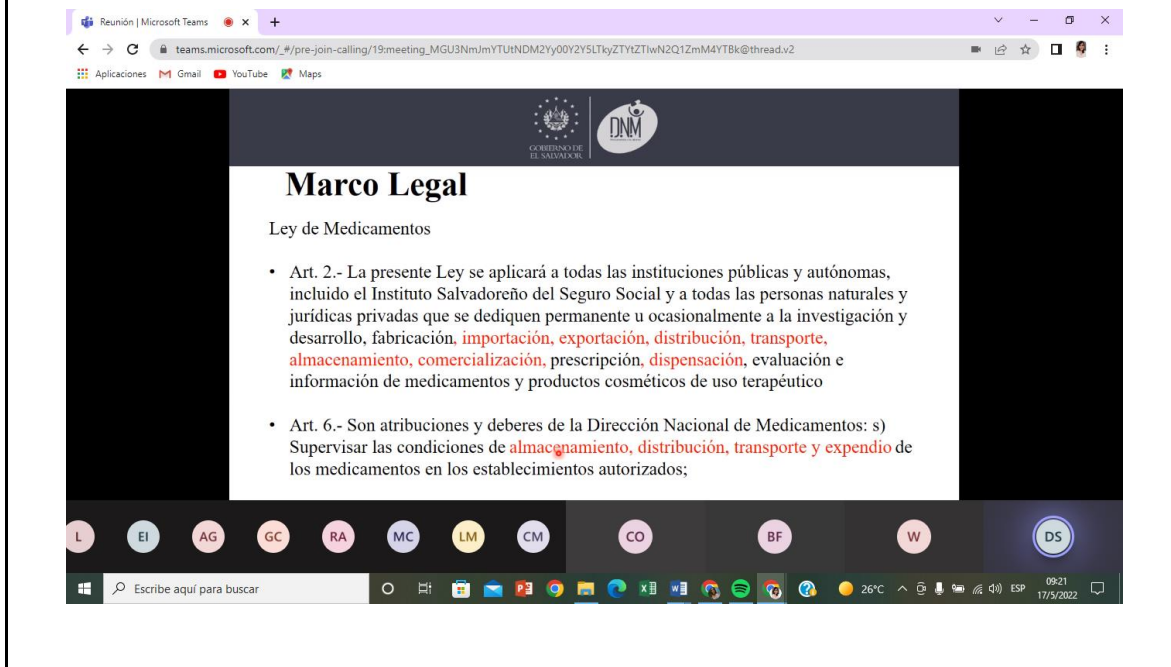 Reunión | Microsoft Teams
teams.microsoft.com/_#/pre-join-calling/19:meeting_MGU3NmJmYTUtNDM2Yy00Y2Y5LTkyZTYtZTIwN2Q1ZmM4YTBk@thread.v2
Aplicaciones Gmail YouTube Maps
GOBIERNO DE
EL SALVADOR
DNM
Marco Legal
Ley de Medicamentos
• Art. 2.- La presente Ley se aplicará a todas las instituciones públicas y autónomas,
incluido el Instituto Salvadoreño del Seguro Social y a todas las personas naturales y
jurídicas privadas que se dediquen permanente u ocasionalmente a la investigación y
desarrollo, fabricación, importación, exportación, distribución, transporte,
almacenamiento, comercialización, prescripción, dispensación, evaluación e
información de medicamentos y productos cosméticos de uso terapéutico
• Art. 6.- Son atribuciones y deberes de la Dirección Nacional de Medicamentos: s)
Supervisar las condiciones de almacenamiento, distribución, transporte y expendio de
los medicamentos en los establecimientos autorizados;
L EI AG GC RA MC LM CM CO BF W DS
Escribe aquí para buscar 26°C ESP 09:21
17/5/2022